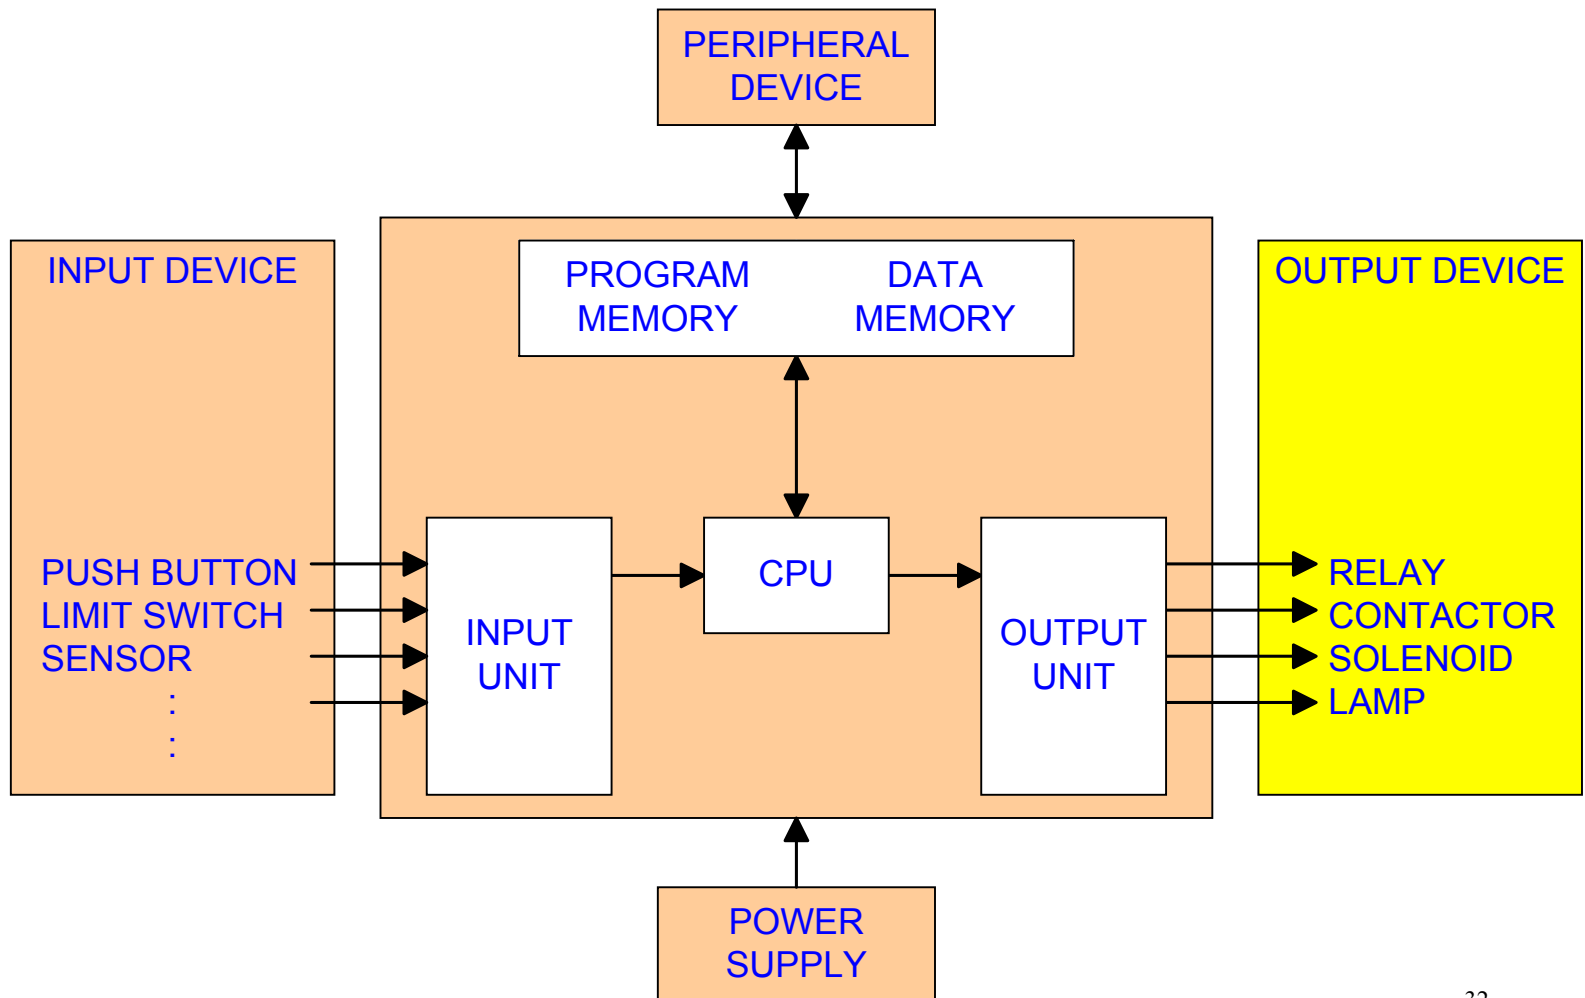 PERIPHERAL
DEVICE
INPUT DEVICE
PROGRAM
MEMORY
DATA
MEMORY
OUTPUT DEVICE
PUSH BUTTON
LIMIT SWITCH
SENSOR
:
:
INPUT
UNIT
CPU
OUTPUT
UNIT
RELAY
CONTACTOR
SOLENOID
LAMP
POWER
SUPPLY